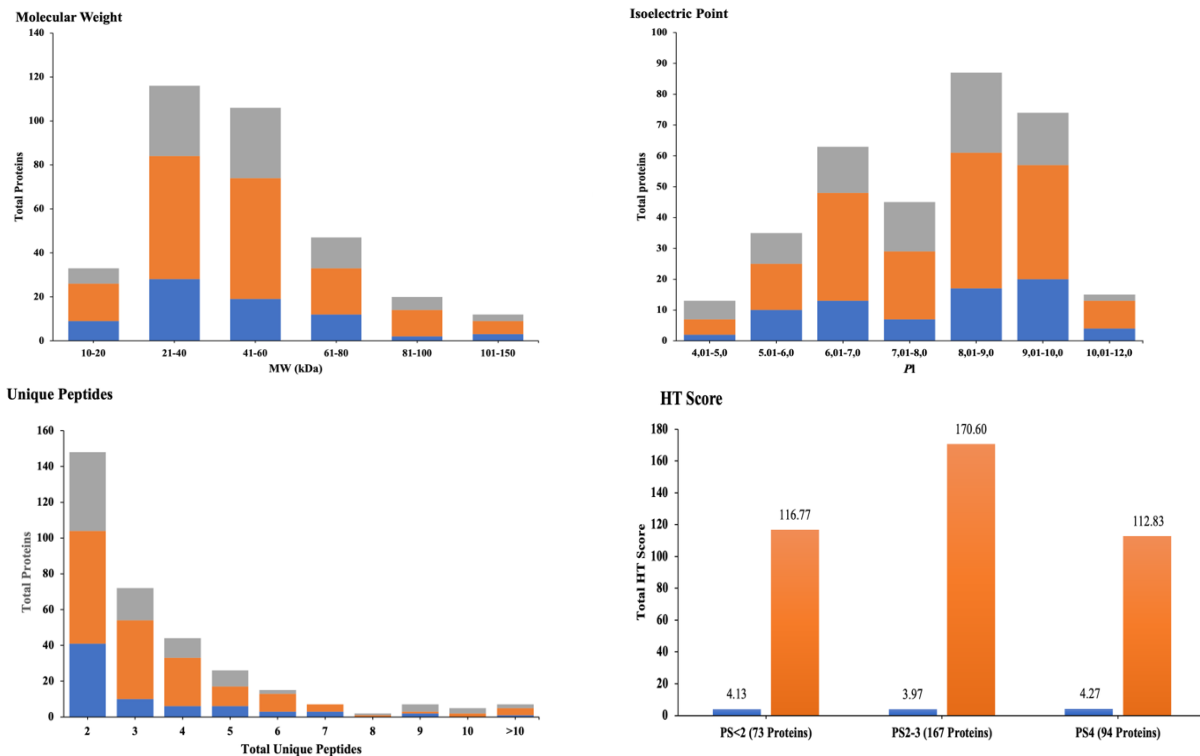 Molecular Weight
140
120
100
80
60
40
20
0
Total Proteins
10-20 21-40 41-60 61-80 81-100 101-150
MW (kDa)
Isoelectric Point
100
90
80
70
60
50
40
30
20
10
0
Total proteins
4,01-5,0 5.01-6,0 6,01-7,0 7,01-8,0 8,01-9,0 9,01-10,0 10,01-12,0
PI
Unique Peptides
160
140
120
100
80
60
40
20
0
Total Proteins
2 3 4 5 6 7 8 9 10 >10
Total Unique Peptides
HT Score
180
160
140
120
100
80
60
40
20
0
Total HT Score
4.13 116.77 3.97 170.60 4.27 112.83
PS<2 (73 Proteins) PS2-3 (167 Proteins) PS4 (94 Proteins)